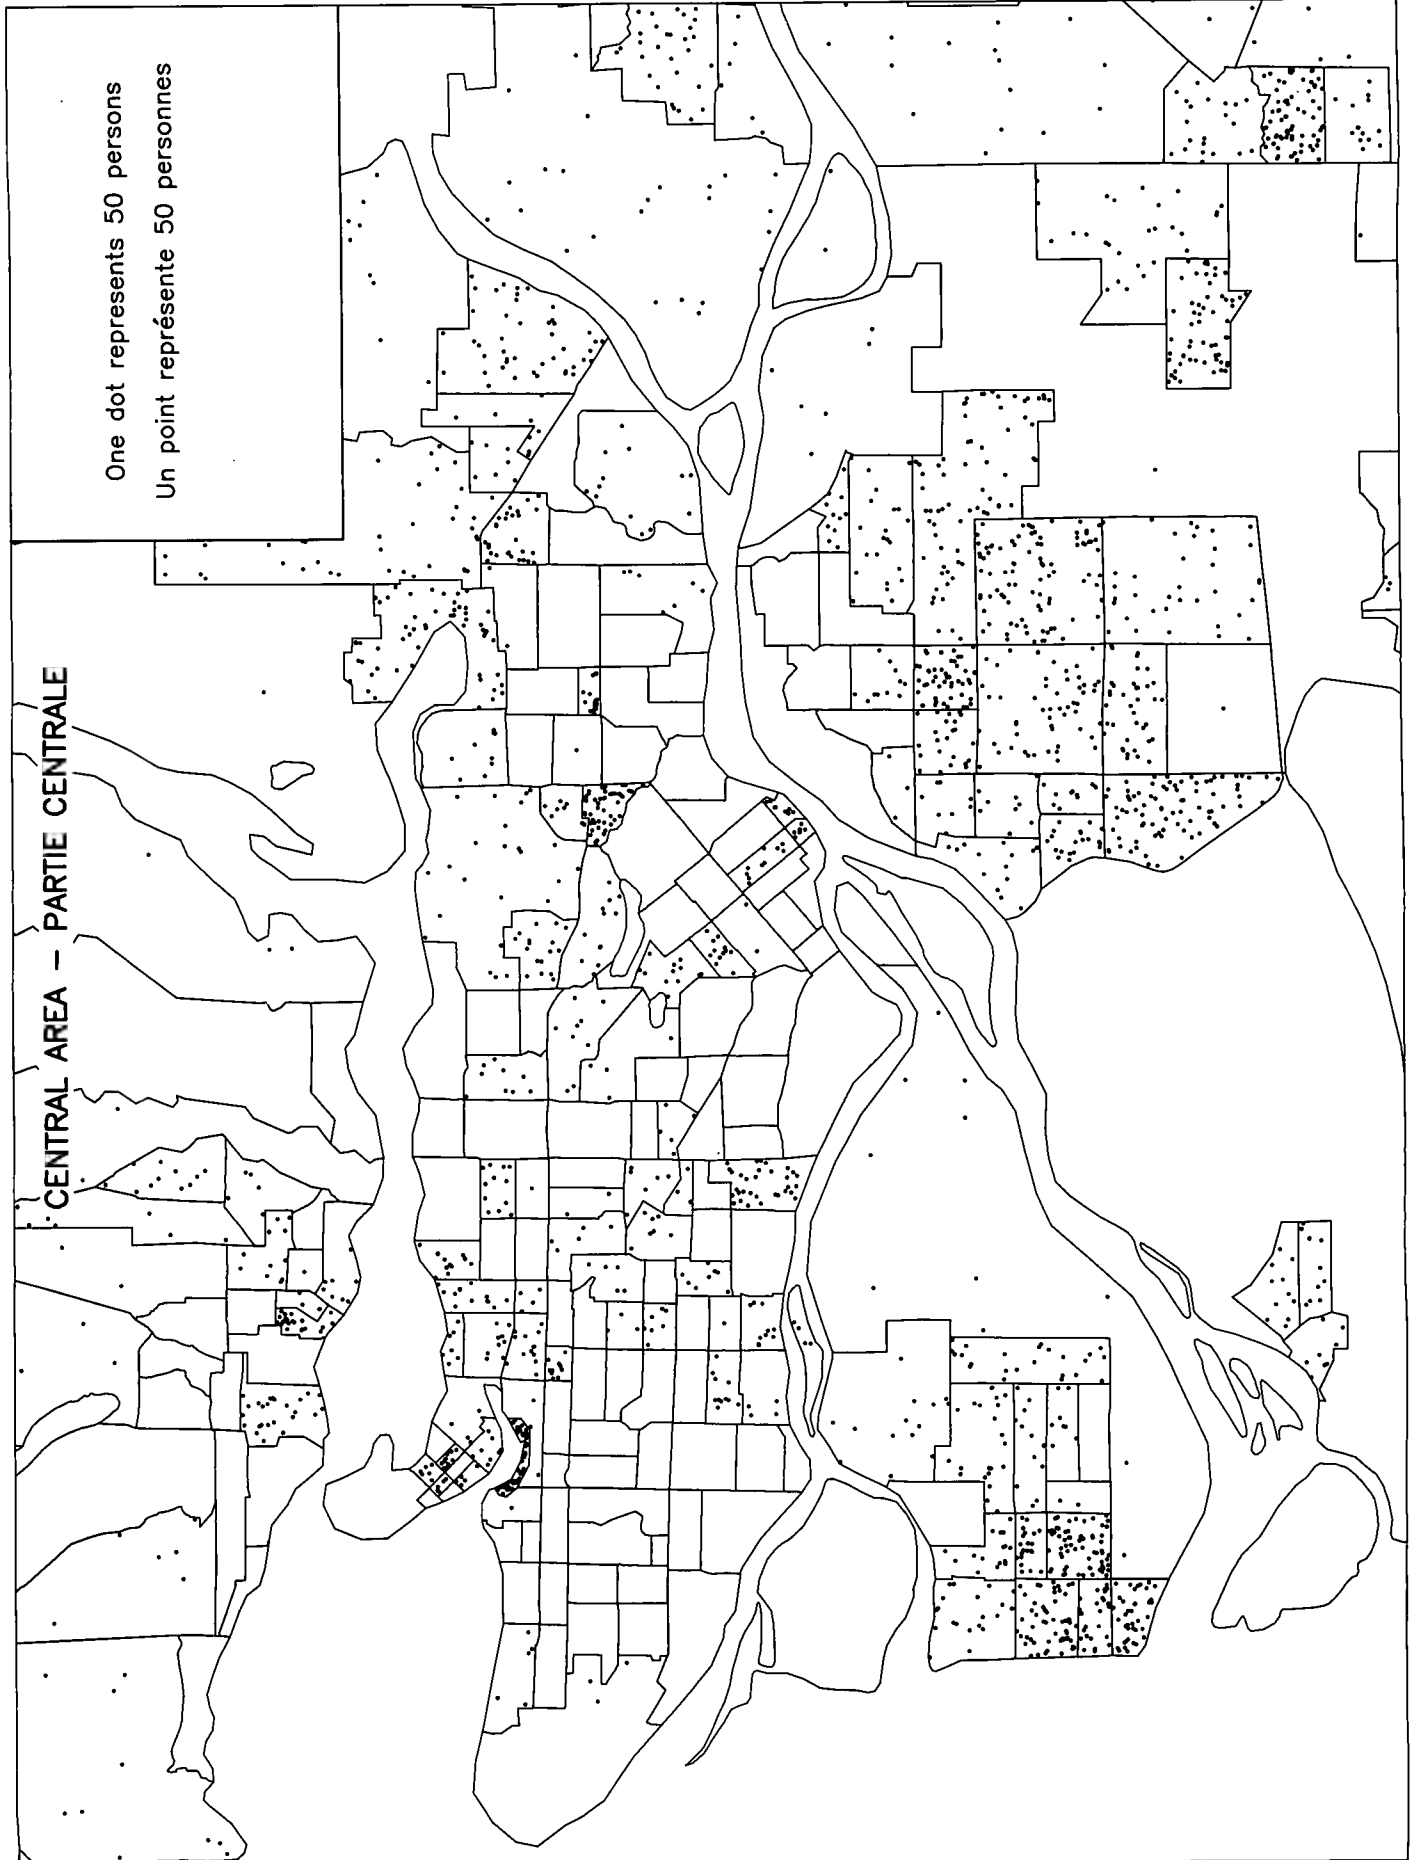 CENTRAL AREA – PARTIE CENTRALE
One dot represents 50 persons
Un point représente 50 personnes